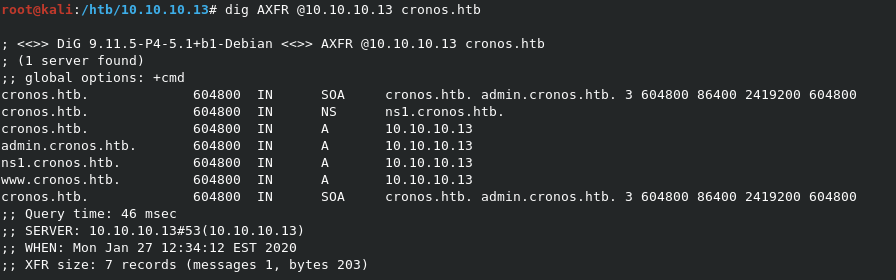 root@kali:/htb/10.10.10.13# dig AXFR @10.10.10.13 cronos.htb

; <<>> DiG 9.11.5-P4-5.1+b1-Debian <<>> AXFR @10.10.10.13 cronos.htb
; (1 server found)
;; global options: +cmd
cronos.htb. 604800 IN SOA cronos.htb. admin.cronos.htb. 3 604800 86400 2419200 604800
cronos.htb. 604800 IN NS ns1.cronos.htb.
cronos.htb. 604800 IN A 10.10.10.13
admin.cronos.htb. 604800 IN A 10.10.10.13
ns1.cronos.htb. 604800 IN A 10.10.10.13
www.cronos.htb. 604800 IN A 10.10.10.13
cronos.htb. 604800 IN SOA cronos.htb. admin.cronos.htb. 3 604800 86400 2419200 604800
;; Query time: 46 msec
;; SERVER: 10.10.10.13#53(10.10.10.13)
;; WHEN: Mon Jan 27 12:34:12 EST 2020
;; XFR size: 7 records (messages 1, bytes 203)